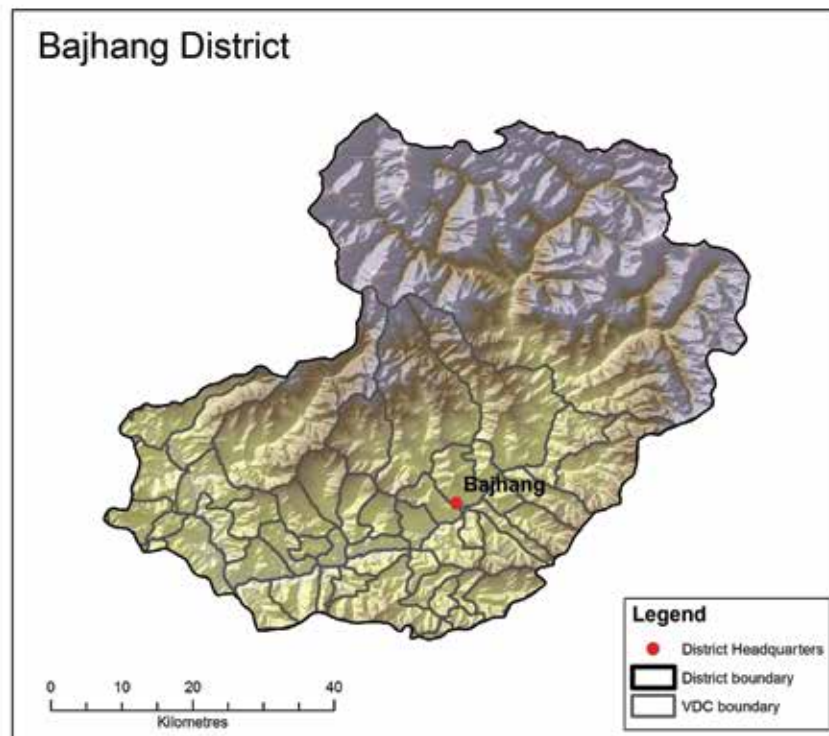 Bajhang District
Bajhang
Legend
District Headquarters
District boundary
VDC boundary
0 10 20 40
Kilometres